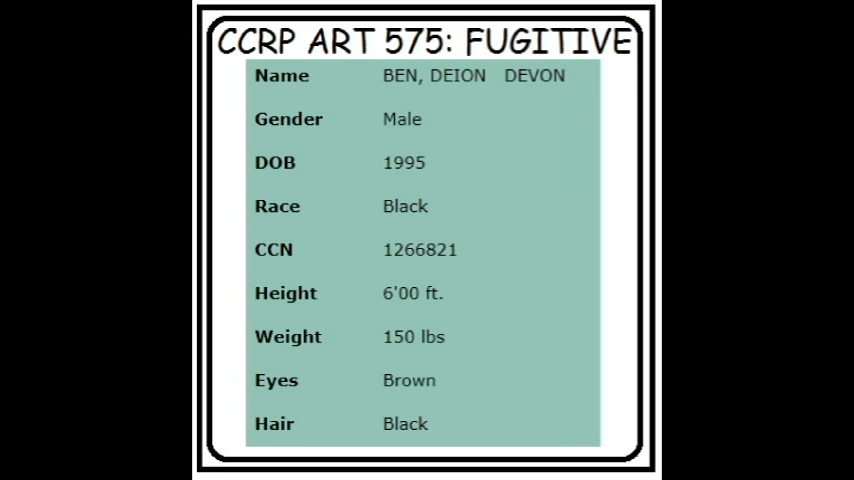 CCRP ART 575: FUGITIVE
Name BEN, DEION DEVON
Gender Male
DOB 1995
Race Black
CCN 1266821
Height 6'00 ft.
Weight 150 lbs
Eyes Brown
Hair Black